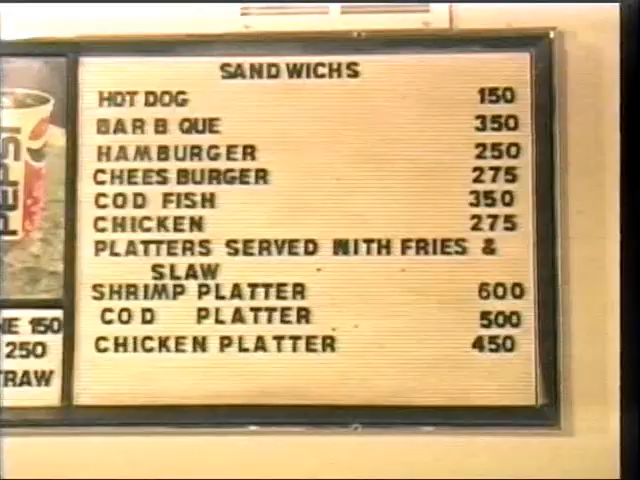 SANDWICHS
HOT DOG 150
BAR B QUE 350
HAMBURGER 250
CHEES BURGER 275
COD FISH 350
CHICKEN 275
PLATTERS SERVED WITH FRIES &
SLAW
SHRIMP PLATTER 600
COD PLATTER 500
CHICKEN PLATTER 450
PEPSI
NE 150
250
RAW